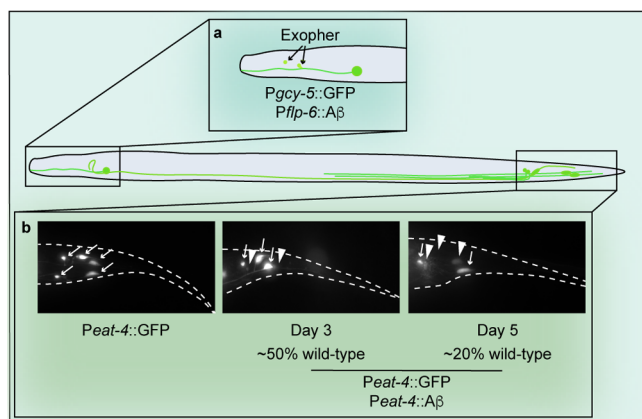 a
Exopher
Pgcy-5::GFP
Pflp-6::Aβ
b
Peat-4::GFP
Day 3
~50% wild-type
Day 5
~20% wild-type
Peat-4::GFP
Peat-4::Aβ